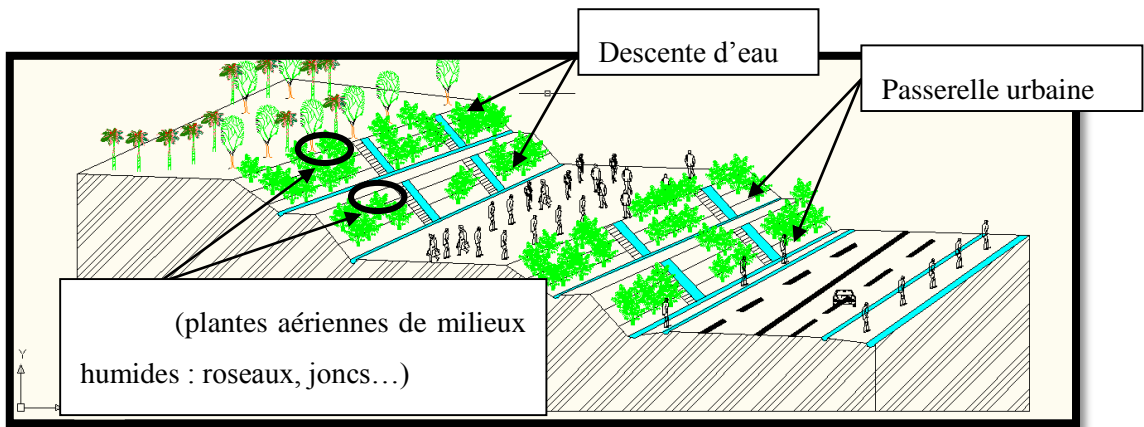 Descente d’eau
Passerelle urbaine
(plantes aériennes de milieux
humides : roseaux, joncs…)
Y